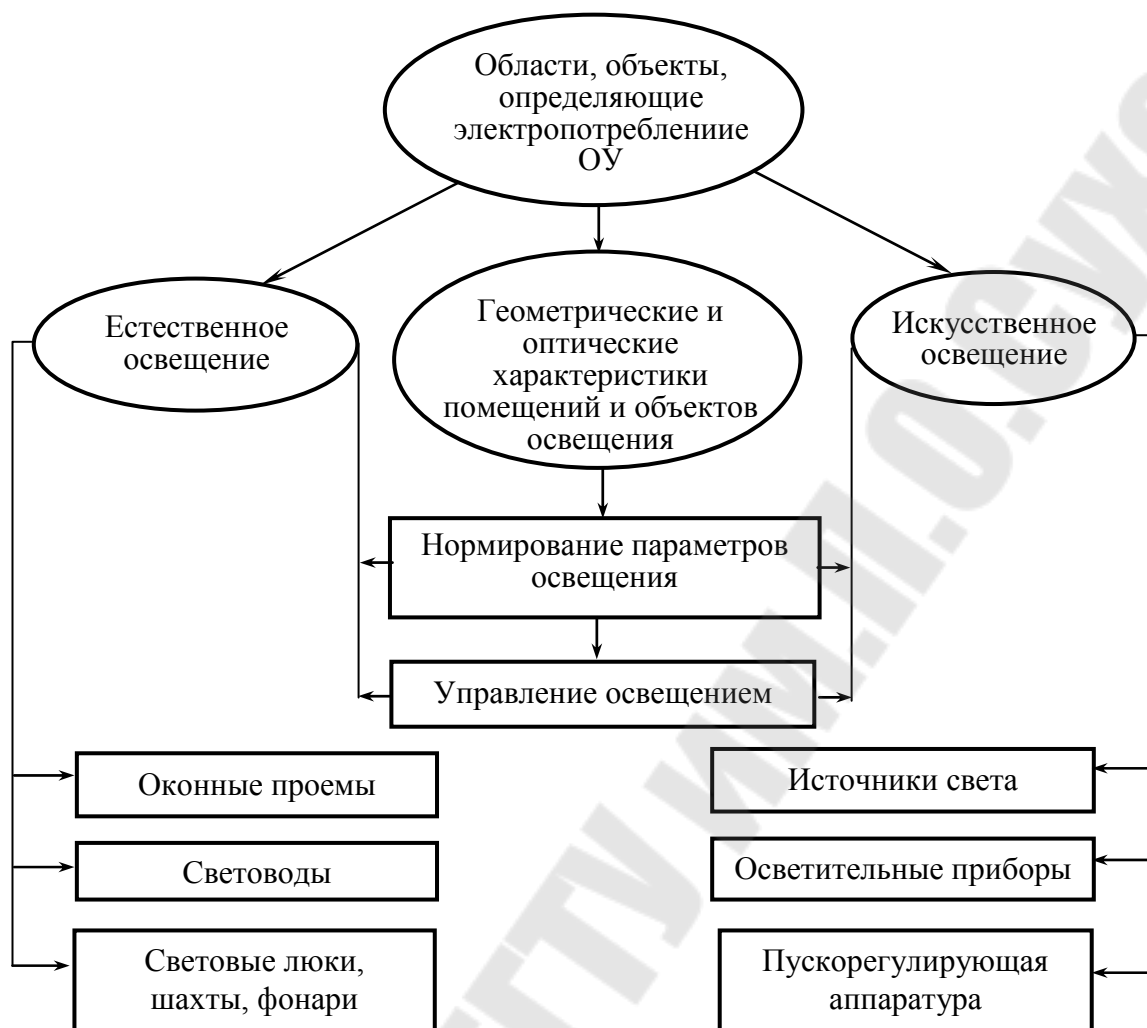 Области, объекты,
определяющие
электропотреблениие
ОУ
Естественное
освещение
Геометрические и
оптические
характеристики
помещений и объектов
освещения
Искусственное
освещение
Нормирование параметров
освещения
Управление освещением
Оконные проемы
Световоды
Световые люки,
шахты, фонари
Источники света
Осветительные приборы
Пускорегулирующая
аппаратура